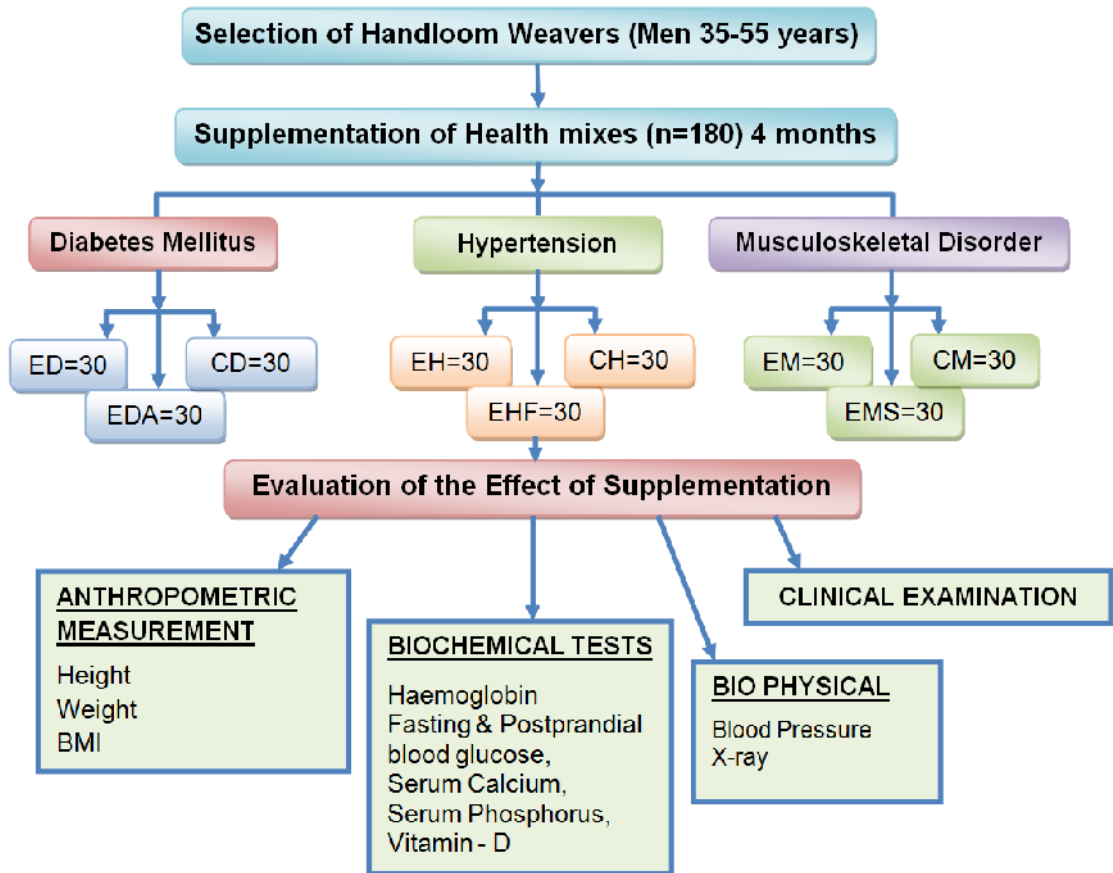 Selection of Handloom Weavers (Men 35-55 years)
Supplementation of Health mixes (n=180) 4 months
Diabetes Mellitus
Hypertension
Musculoskeletal Disorder
ED=30
CD=30
EDA=30
EH=30
CH=30
EHF=30
EM=30
CM=30
EMS=30
Evaluation of the Effect of Supplementation
ANTHROPOMETRIC
MEASUREMENT
Height
Weight
BMI
BIOCHEMICAL TESTS
Haemoglobin
Fasting & Postprandial
blood glucose,
Serum Calcium,
Serum Phosphorus,
Vitamin - D
BIO PHYSICAL
Blood Pressure
X-ray
CLINICAL EXAMINATION